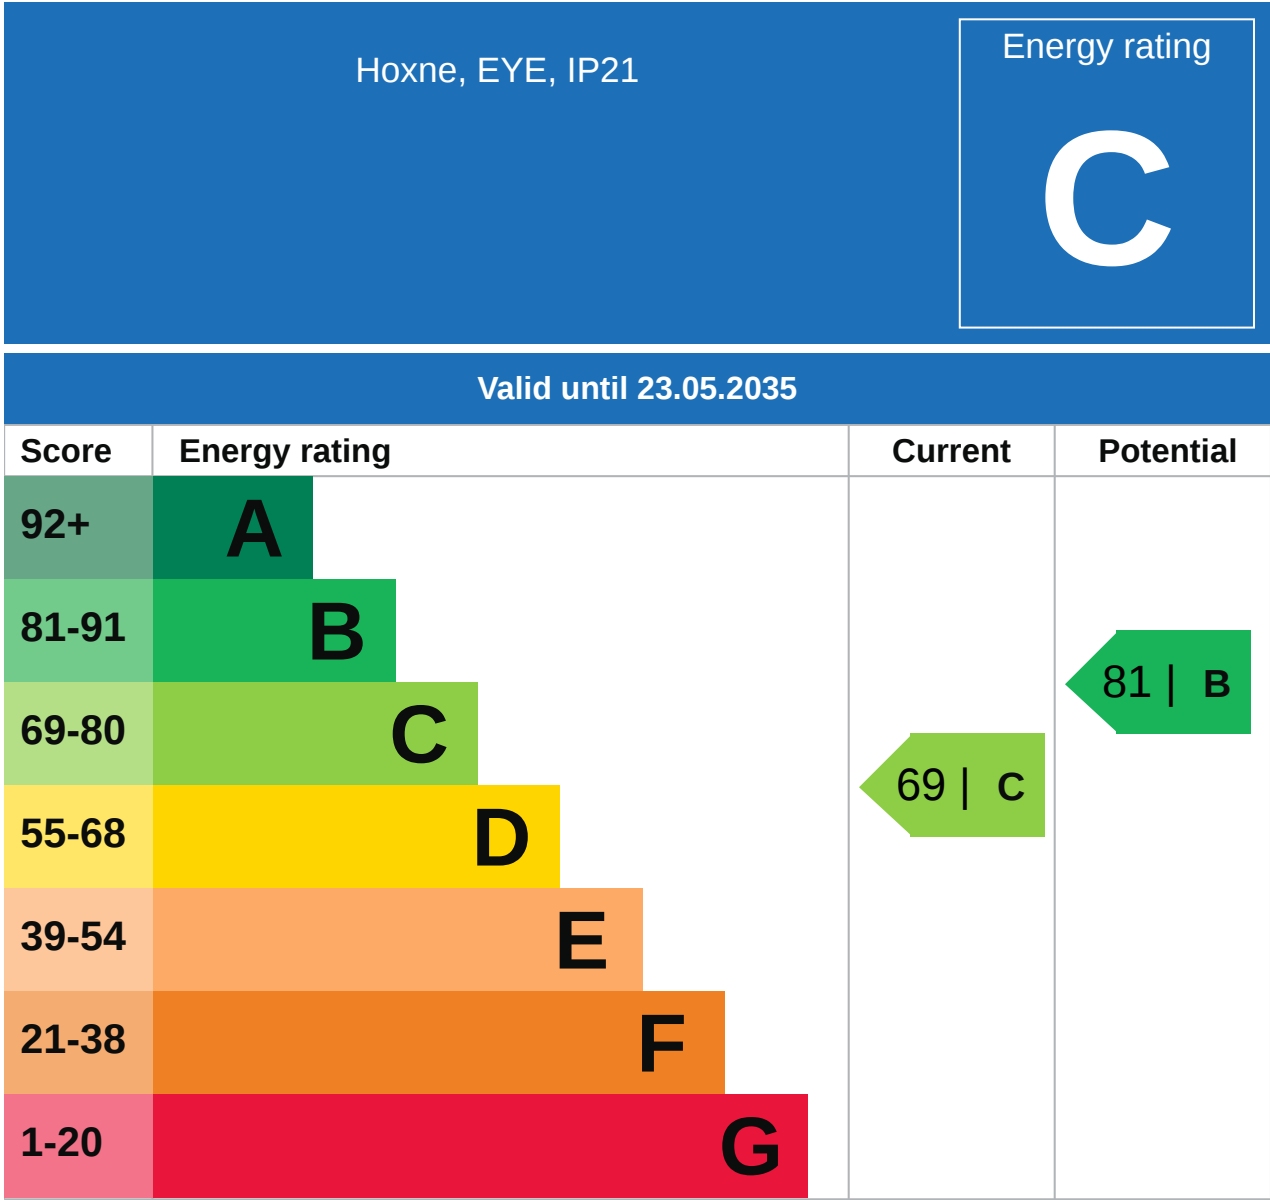 Hoxne, EYE, IP21
Energy rating
C
Valid until 23.05.2035
Score Energy rating Current Potential
92+ A
81-91 B
81 | B
69-80 C
69 | C
55-68 D
39-54 E
21-38 F
1-20 G